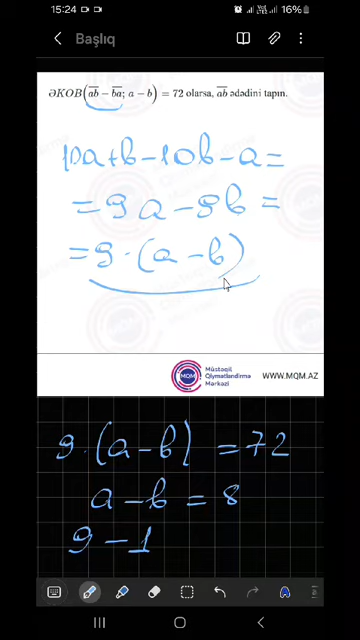 15:24 16%
Başlıq
ƏKOB(ab − ba; a − b) = 72 olarsa, ab ədədini tapın.
10a+b−10b−a=
=9a−9b=
=9·(a−b)
MQM Müstəqil Qiymətləndirmə Mərkəzi WWW.MQM.AZ
9·(a−b)=72
a−b=8
9−1
A